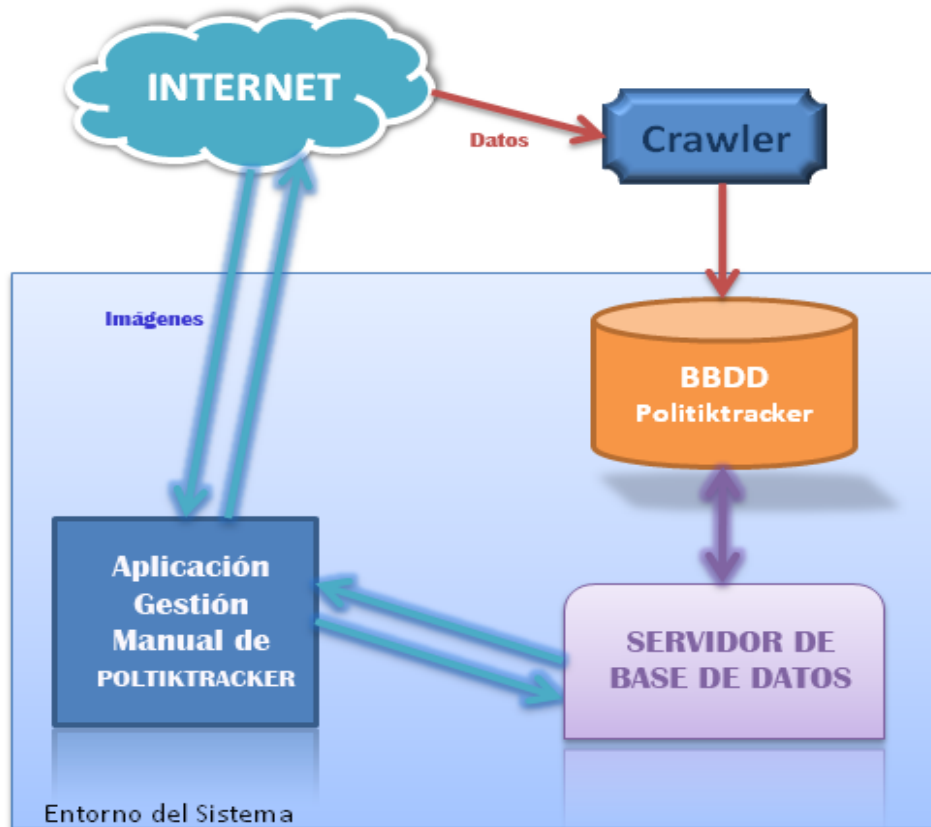 INTERNET
Datos
Crawler
Imágenes
BBDD
Politiktracker
Aplicación
Gestión
Manual de
POLTIKTRACKER
SERVIDOR DE
BASE DE DATOS
Entorno del Sistema